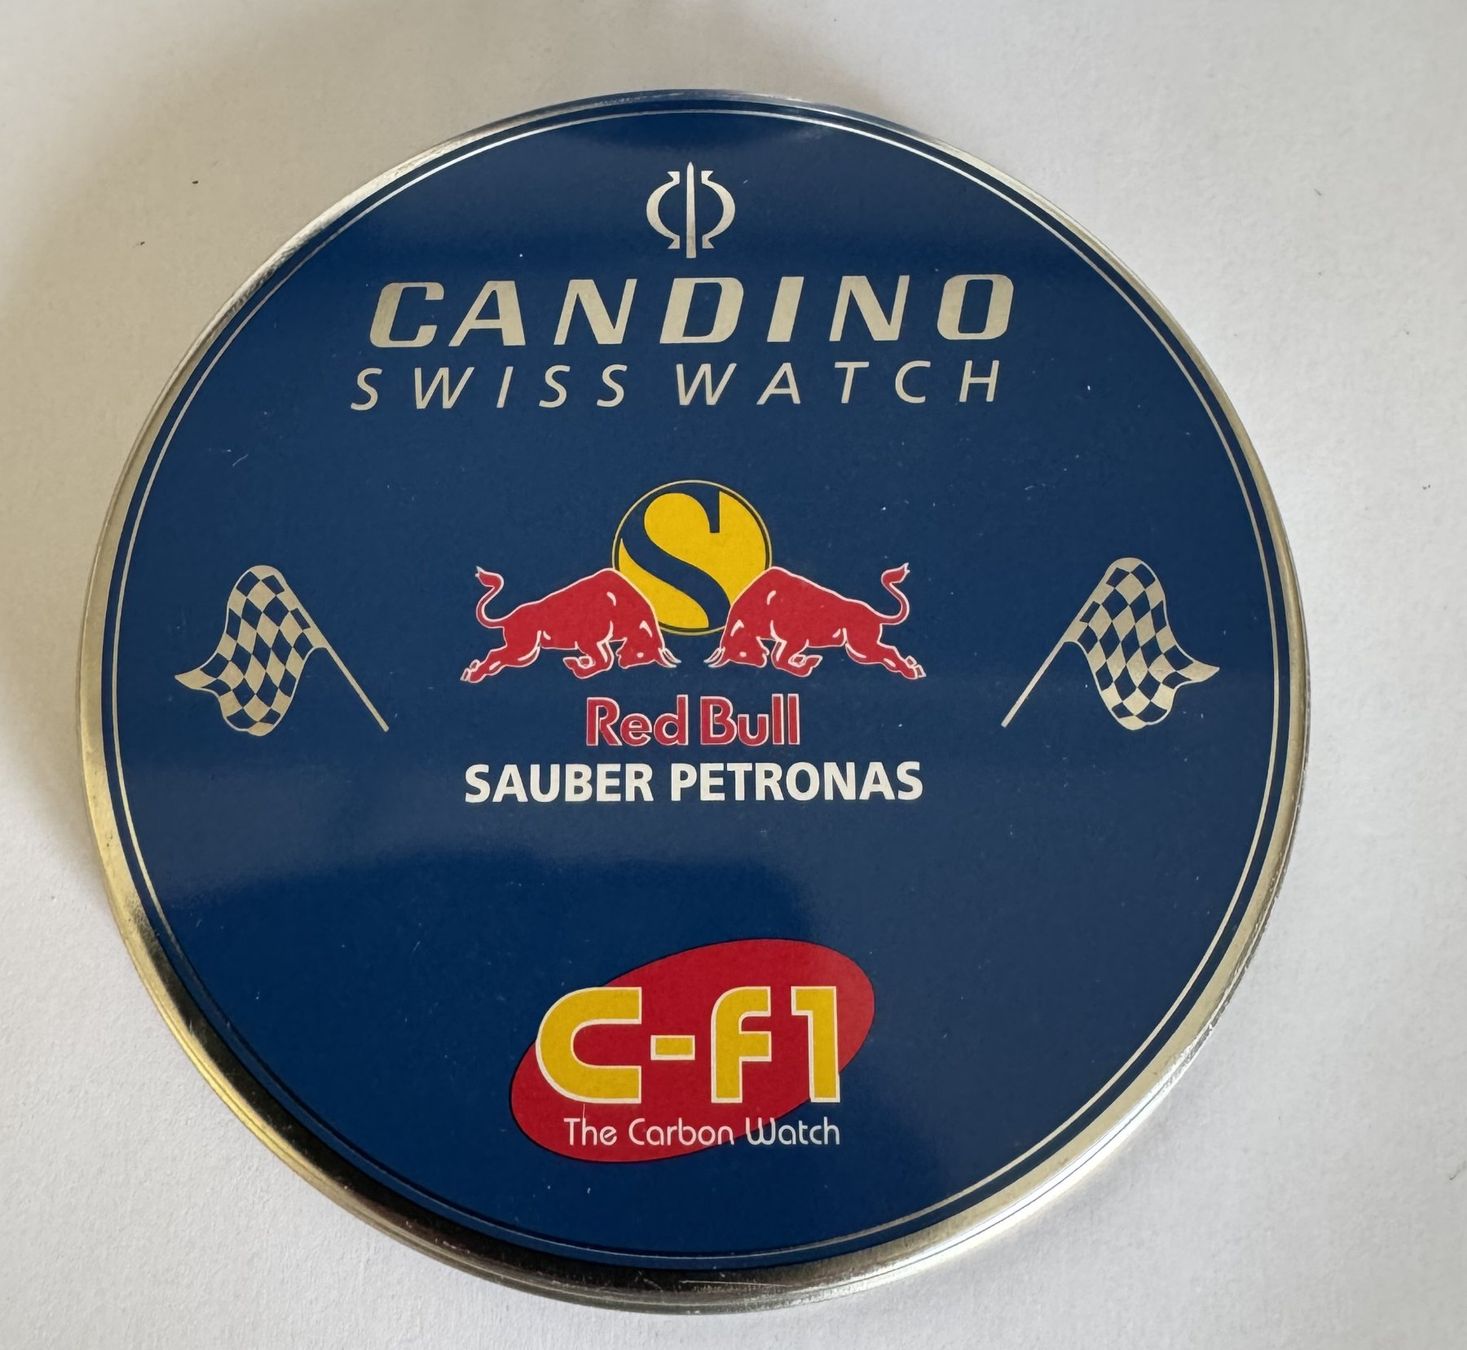 CANDINO
SWISS WATCH
S
Red Bull
SAUBER PETRONAS
C-F1
The Carbon Watch